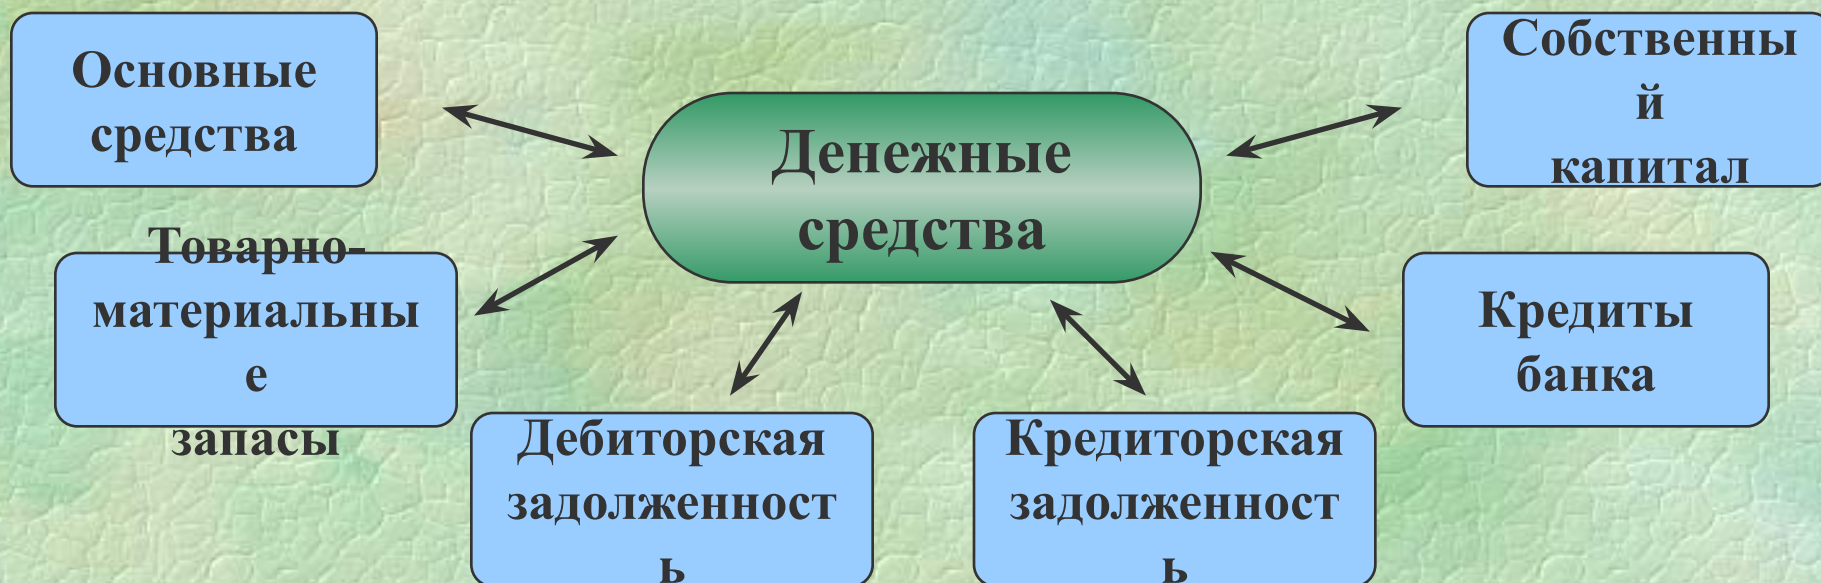 Основные
средства
Денежные
средства
Собственны
й
капитал
Товарно-
материальны
е
запасы
Кредиты
банка
Дебиторская
задолженност
ь
Кредиторская
задолженност
ь